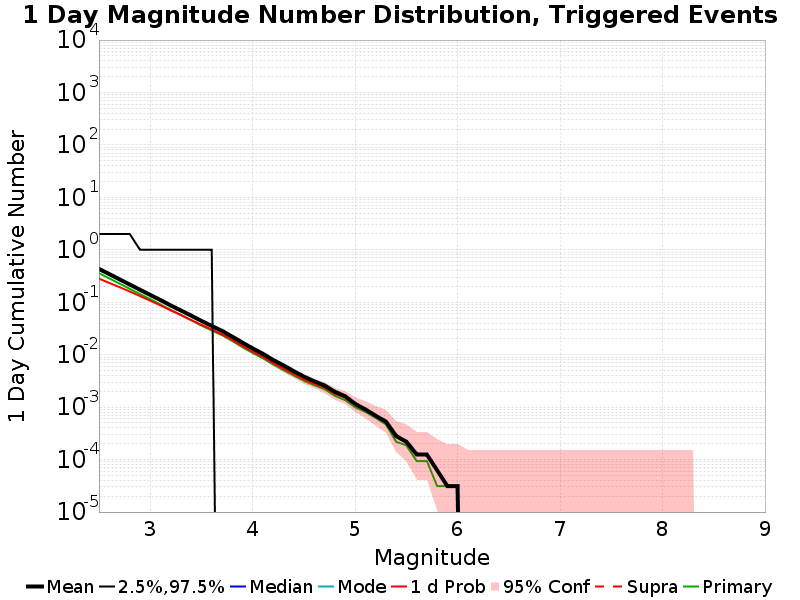 1 Day Magnitude Number Distribution, Triggered Events
1 Day Cumulative Number
10^4
10^3
10^2
10^1
10^0
10^-1
10^-2
10^-3
10^-4
10^-5
3 4 5 6 7 8 9
Magnitude
Mean 2.5%,97.5% Median Mode 1 d Prob 95% Conf Supra Primary